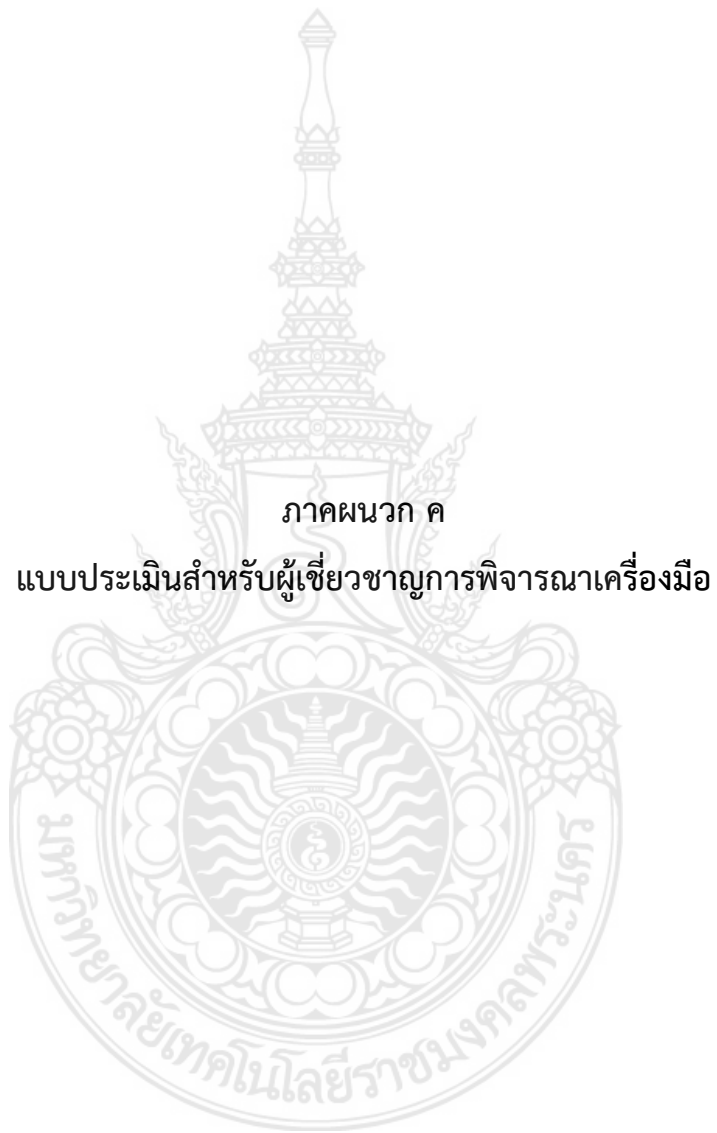 ภาคผนวก ค
แบบประเมินสำหรับผู้เชี่ยวชาญการพิจารณาเครื่องมือ
มหาวิทยาลัยเทคโนโลยีราชมงคลพระนคร